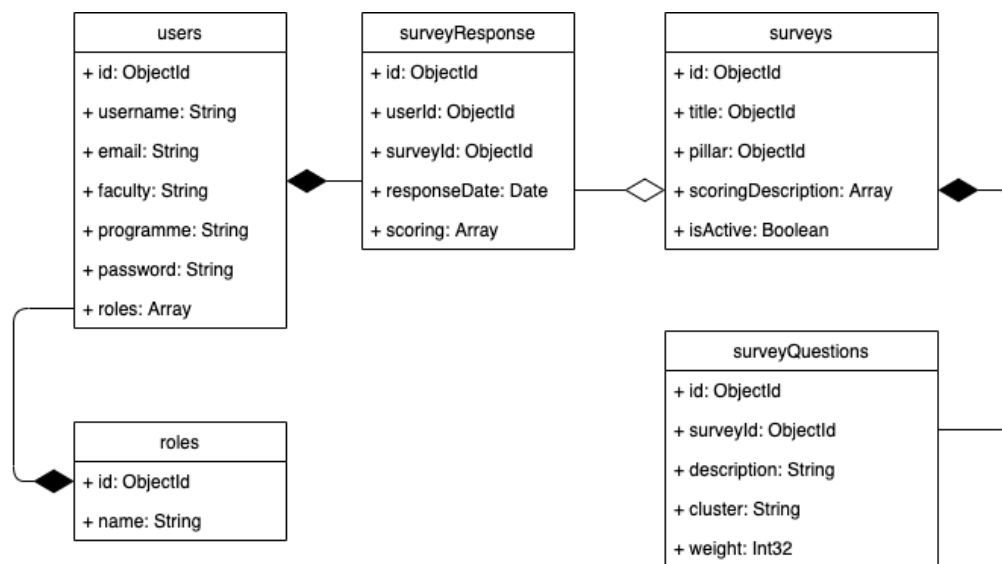 users
+ id: ObjectId
+ username: String
+ email: String
+ faculty: String
+ programme: String
+ password: String
+ roles: Array
surveyResponse
+ id: ObjectId
+ userId: ObjectId
+ surveyId: ObjectId
+ responseDate: Date
+ scoring: Array
surveys
+ id: ObjectId
+ title: ObjectId
+ pillar: ObjectId
+ scoringDescription: Array
+ isActive: Boolean
roles
+ id: ObjectId
+ name: String
surveyQuestions
+ id: ObjectId
+ surveyId: ObjectId
+ description: String
+ cluster: String
+ weight: Int32